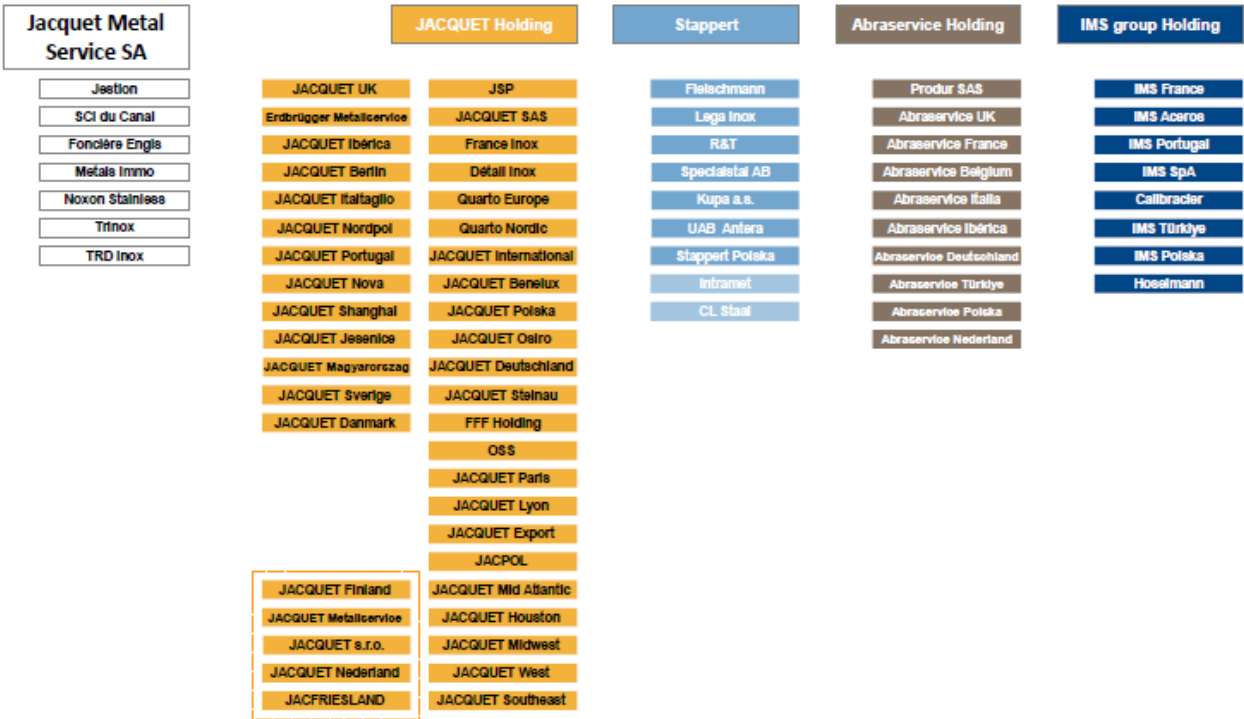 Jacquet Metal
Service SA
JACQUET Holding
Stappert
Abraservice Holding
IMS group Holding
Jestion
SCI du Canal
Foncière Engis
Metals Immo
Noxon Stainless
Trinox
TRD Inox
JACQUET UK
Erdbrügger Metallservice
JACQUET Ibérica
JACQUET Berlin
JACQUET Italtaglio
JACQUET Nordpol
JACQUET Portugal
JACQUET Nova
JACQUET Shanghai
JACQUET Jesenice
JACQUET Magyarorszag
JACQUET Sverige
JACQUET Danmark
JACQUET Finland
JACQUET Metallservice
JACQUET s.r.o.
JACQUET Nederland
JACFRIESLAND
JSP
JACQUET SAS
France Inox
Détail Inox
Quarto Europe
Quarto Nordic
JACQUET International
JACQUET Benelux
JACQUET Polska
JACQUET Osiro
JACQUET Deutschland
JACQUET Steinau
FFF Holding
OSS
JACQUET Paris
JACQUET Lyon
JACQUET Export
JACPOL
JACQUET Mid Atlantic
JACQUET Houston
JACQUET Midwest
JACQUET West
JACQUET Southeast
Fleischmann
Lega Inox
R&T
Specialstal AB
Kupa a.s.
UAB Antera
Stappert Polska
Intramet
CL Staal
Produr SAS
Abraservice UK
Abraservice France
Abraservice Belgium
Abraservice Italia
Abraservice Ibérica
Abraservice Deutschland
Abraservice Türkiye
Abraservice Polska
Abraservice Nederland
IMS France
IMS Aceros
IMS Portugal
IMS SpA
Calibracier
IMS Türkiye
IMS Polska
Hoselmann